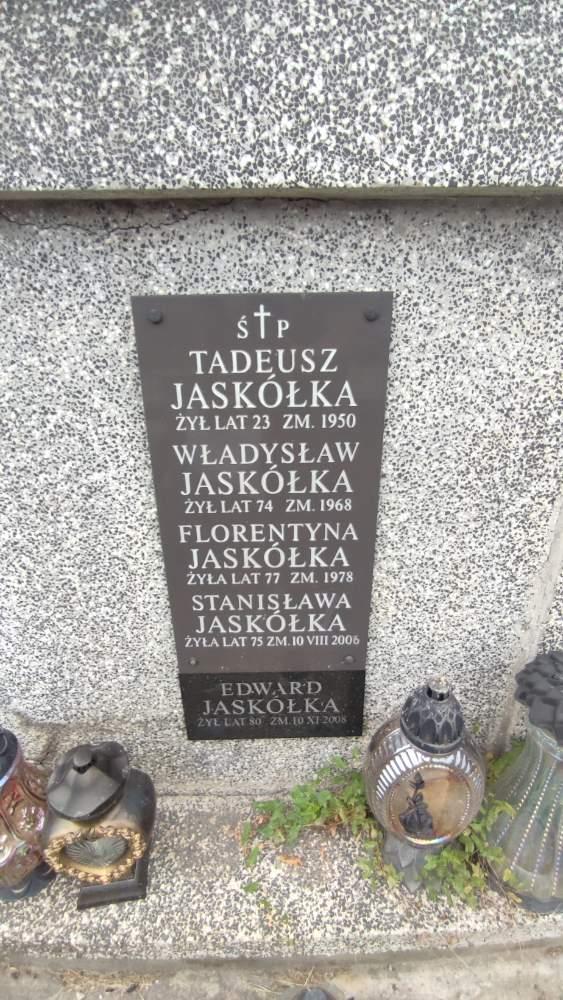 Ś✝P
TADEUSZ
JASKÓŁKA
ŻYŁ LAT 23 ZM. 1950
WŁADYSŁAW
JASKÓŁKA
ŻYŁ LAT 74 ZM. 1968
FLORENTYNA
JASKÓŁKA
ŻYŁA LAT 77 ZM. 1978
STANISŁAWA
JASKÓŁKA
ŻYŁA LAT 75 ZM. 10 VIII 2006
EDWARD
JASKÓŁKA
ŻYŁ LAT 80 ZM. 10 XI 2008